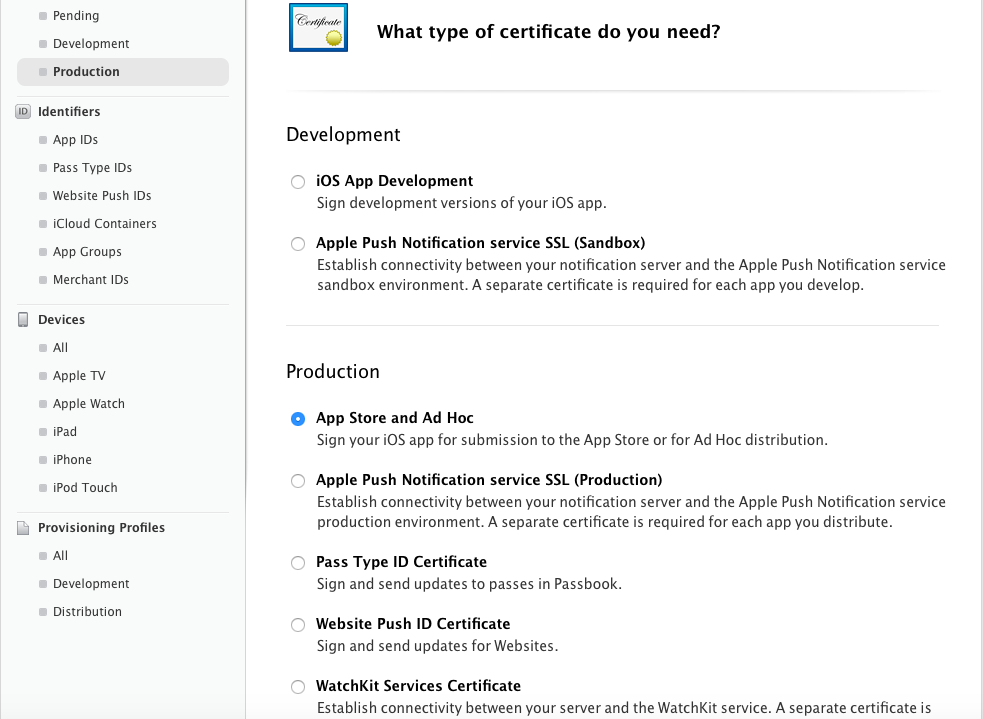 Pending
Development
Production
ID Identifiers
App IDs
Pass Type IDs
Website Push IDs
iCloud Containers
App Groups
Merchant IDs
Devices
All
Apple TV
Apple Watch
iPad
iPhone
iPod Touch
Provisioning Profiles
All
Development
Distribution
Certificate
What type of certificate do you need?
Development
iOS App Development
Sign development versions of your iOS app.
Apple Push Notification service SSL (Sandbox)
Establish connectivity between your notification server and the Apple Push Notification service
sandbox environment. A separate certificate is required for each app you develop.
Production
App Store and Ad Hoc
Sign your iOS app for submission to the App Store or for Ad Hoc distribution.
Apple Push Notification service SSL (Production)
Establish connectivity between your notification server and the Apple Push Notification service
production environment. A separate certificate is required for each app you distribute.
Pass Type ID Certificate
Sign and send updates to passes in Passbook.
Website Push ID Certificate
Sign and send updates for Websites.
WatchKit Services Certificate
Establish connectivity between your server and the WatchKit service. A separate certificate is